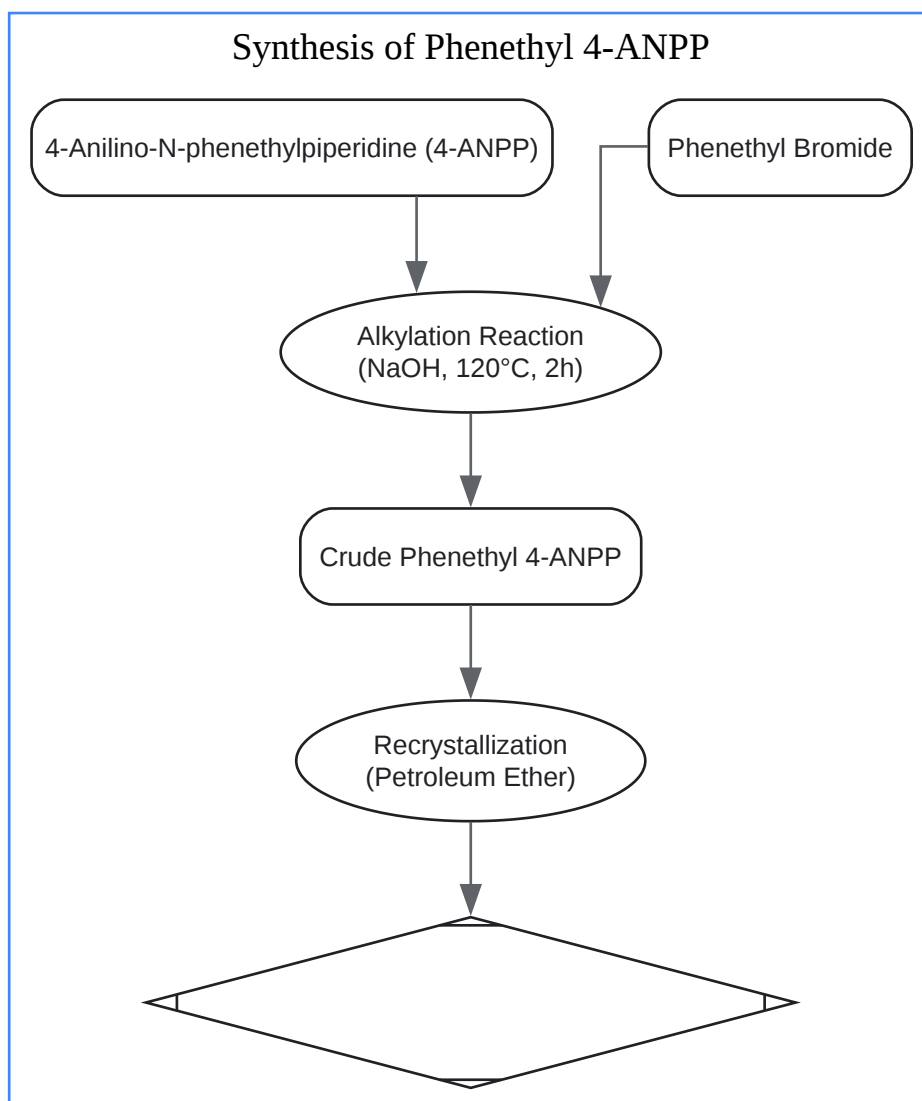 Synthesis of Phenethyl 4-ANPP
4-Anilino-N-phenethylpiperidine (4-ANPP)
Phenethyl Bromide
Alkylation Reaction
(NaOH, 120°C, 2h)
Crude Phenethyl 4-ANPP
Recrystallization
(Petroleum Ether)